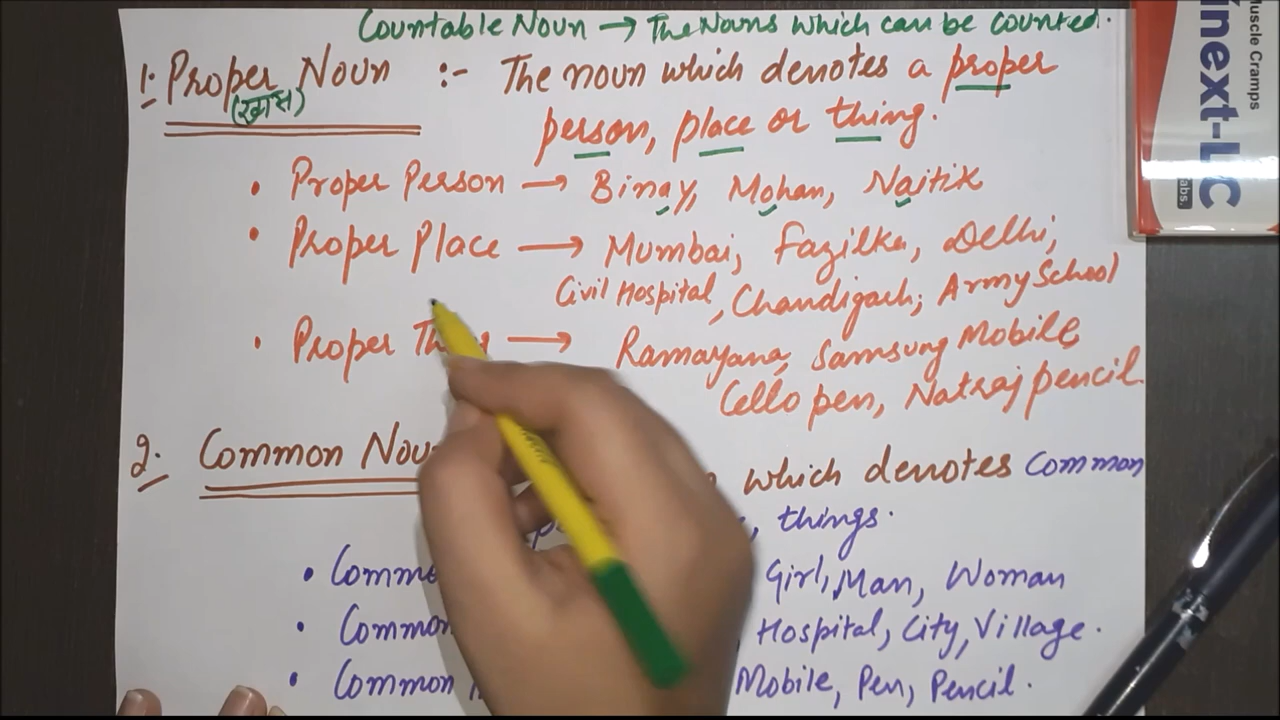 Countable Noun → The Nouns which can be counted.
1. Proper Noun :- The noun which denotes a proper
(खास)
person, place or thing.
• Proper Person → Binay, Mohan, Naitik
• Proper Place → Mumbai, Fazilka, Delhi,
Civil Hospital, Chandigarh, Army School
• Proper → Ramayana, Samsung Mobile
Cello pen, Natraj pencil
2. Common which denotes Common
things.
• Girl, Man, Woman
• Common Hospital, City, Village.
• Common Mobile, Pen, Pencil.
Muscle Cramps